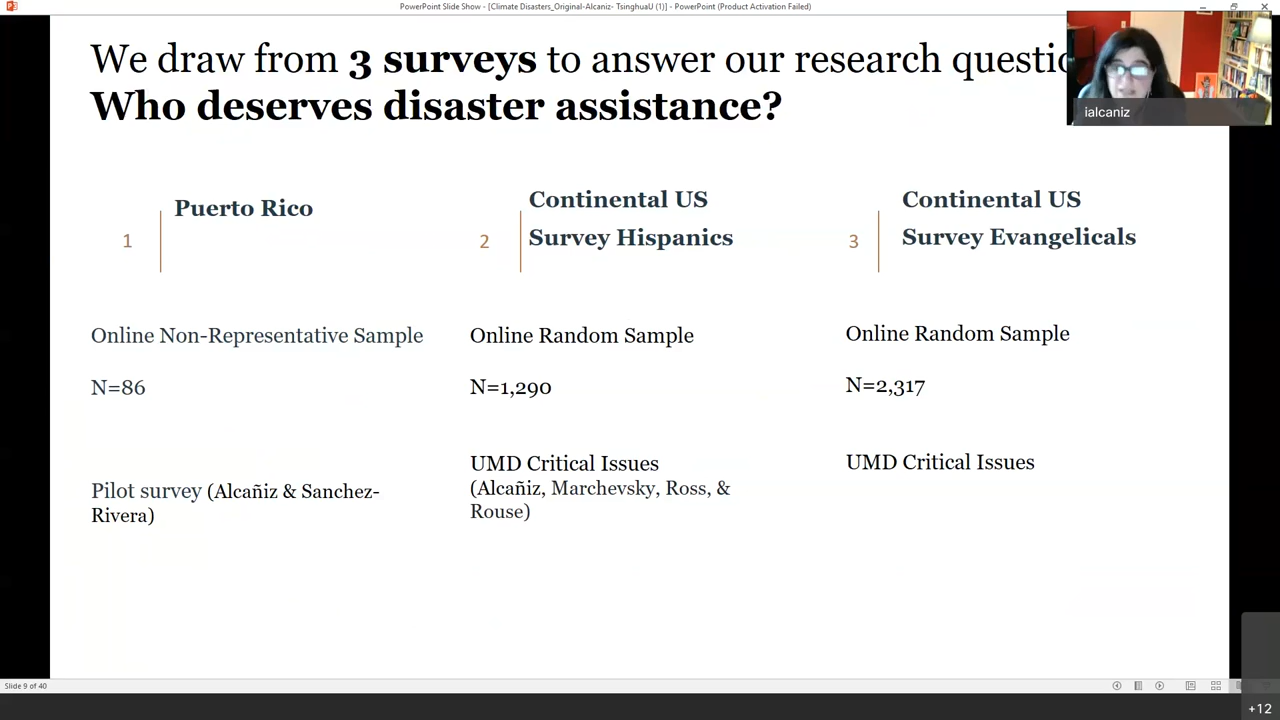 PowerPoint Slide Show - [Climate Disasters_Original-Alcaniz- TsinghuaU (1)] - PowerPoint (Product Activation Failed)
We draw from 3 surveys to answer our research questio
Who deserves disaster assistance?
ialcaniz
1
Puerto Rico
2
Continental US
Survey Hispanics
3
Continental US
Survey Evangelicals
Online Non-Representative Sample
N=86
Pilot survey (Alcañiz & Sanchez-
Rivera)
Online Random Sample
N=1,290
UMD Critical Issues
(Alcañiz, Marchevsky, Ross, &
Rouse)
Online Random Sample
N=2,317
UMD Critical Issues
Slide 9 of 40
+12